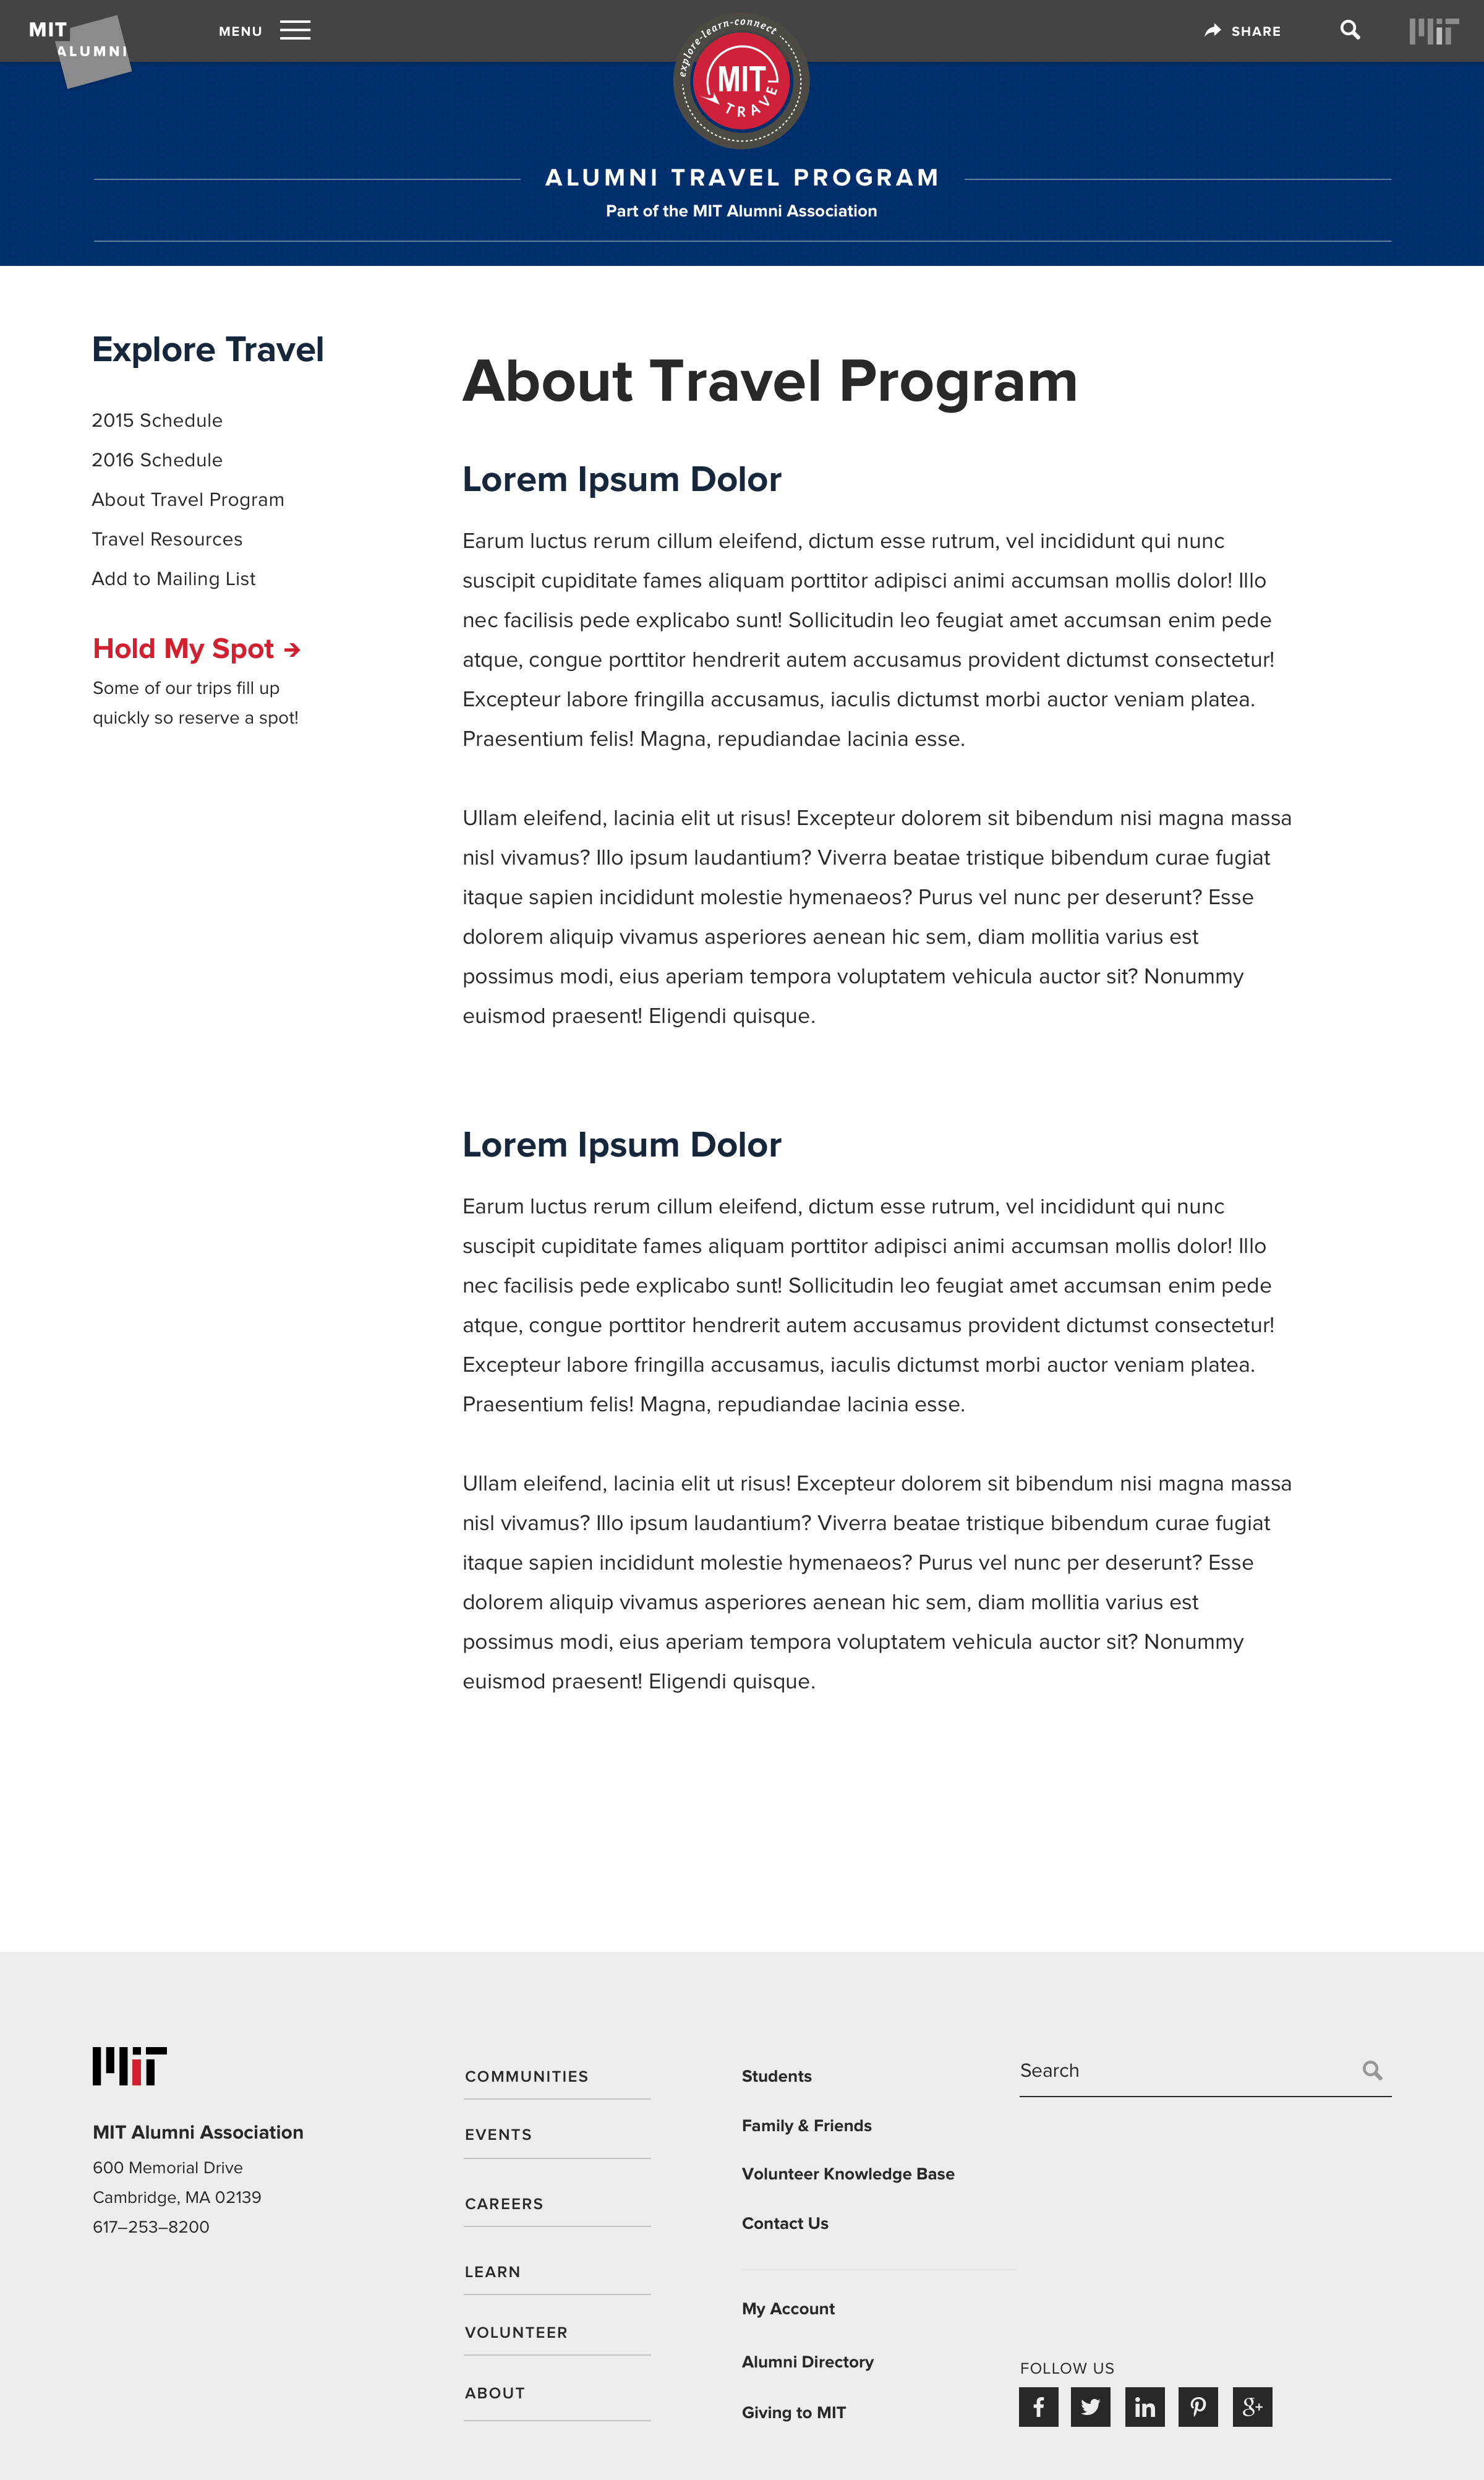 MIT
ALUMNI
MENU
explore-learn-connect
MIT
TRAVEL
SHARE
MIT
ALUMNI TRAVEL PROGRAM
Part of the MIT Alumni Association
Explore Travel
2015 Schedule
2016 Schedule
About Travel Program
Travel Resources
Add to Mailing List
Hold My Spot →
Some of our trips fill up
quickly so reserve a spot!
About Travel Program
Lorem Ipsum Dolor
Earum luctus rerum cillum eleifend, dictum esse rutrum, vel incididunt qui nunc
suscipit cupiditate fames aliquam porttitor adipisci animi accumsan mollis dolor! Illo
nec facilisis pede explicabo sunt! Sollicitudin leo feugiat amet accumsan enim pede
atque, congue porttitor hendrerit autem accusamus provident dictumst consectetur!
Excepteur labore fringilla accusamus, iaculis dictumst morbi auctor veniam platea.
Praesentium felis! Magna, repudiandae lacinia esse.
Ullam eleifend, lacinia elit ut risus! Excepteur dolorem sit bibendum nisi magna massa
nisl vivamus? Illo ipsum laudantium? Viverra beatae tristique bibendum curae fugiat
itaque sapien incididunt molestie hymenaeos? Purus vel nunc per deserunt? Esse
dolorem aliquip vivamus asperiores aenean hic sem, diam mollitia varius est
possimus modi, eius aperiam tempora voluptatem vehicula auctor sit? Nonummy
euismod praesent! Eligendi quisque.
Lorem Ipsum Dolor
Earum luctus rerum cillum eleifend, dictum esse rutrum, vel incididunt qui nunc
suscipit cupiditate fames aliquam porttitor adipisci animi accumsan mollis dolor! Illo
nec facilisis pede explicabo sunt! Sollicitudin leo feugiat amet accumsan enim pede
atque, congue porttitor hendrerit autem accusamus provident dictumst consectetur!
Excepteur labore fringilla accusamus, iaculis dictumst morbi auctor veniam platea.
Praesentium felis! Magna, repudiandae lacinia esse.
Ullam eleifend, lacinia elit ut risus! Excepteur dolorem sit bibendum nisi magna massa
nisl vivamus? Illo ipsum laudantium? Viverra beatae tristique bibendum curae fugiat
itaque sapien incididunt molestie hymenaeos? Purus vel nunc per deserunt? Esse
dolorem aliquip vivamus asperiores aenean hic sem, diam mollitia varius est
possimus modi, eius aperiam tempora voluptatem vehicula auctor sit? Nonummy
euismod praesent! Eligendi quisque.
MIT
MIT Alumni Association
600 Memorial Drive
Cambridge, MA 02139
617–253–8200
COMMUNITIES
EVENTS
CAREERS
LEARN
VOLUNTEER
ABOUT
Students
Family & Friends
Volunteer Knowledge Base
Contact Us
My Account
Alumni Directory
Giving to MIT
Search
FOLLOW US
f
in
g+